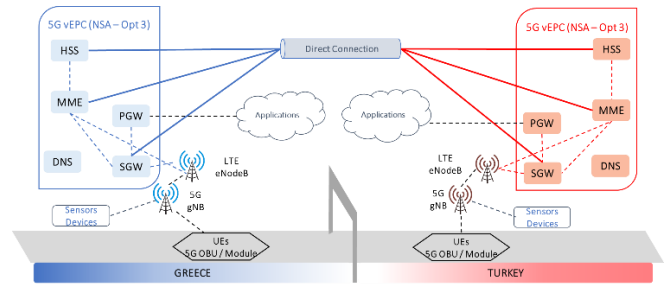 5G vEPC (NSA – Opt 3)
HSS
MME
PGW
DNS
SGW
Direct Connection
Applications
Applications
5G vEPC (NSA – Opt 3)
HSS
MME
PGW
DNS
SGW
LTE
eNodeB
5G
gNB
Sensors
Devices
UEs
5G OBU / Module
LTE
eNodeB
5G
gNB
Sensors
Devices
UEs
5G OBU / Module
GREECE
TURKEY